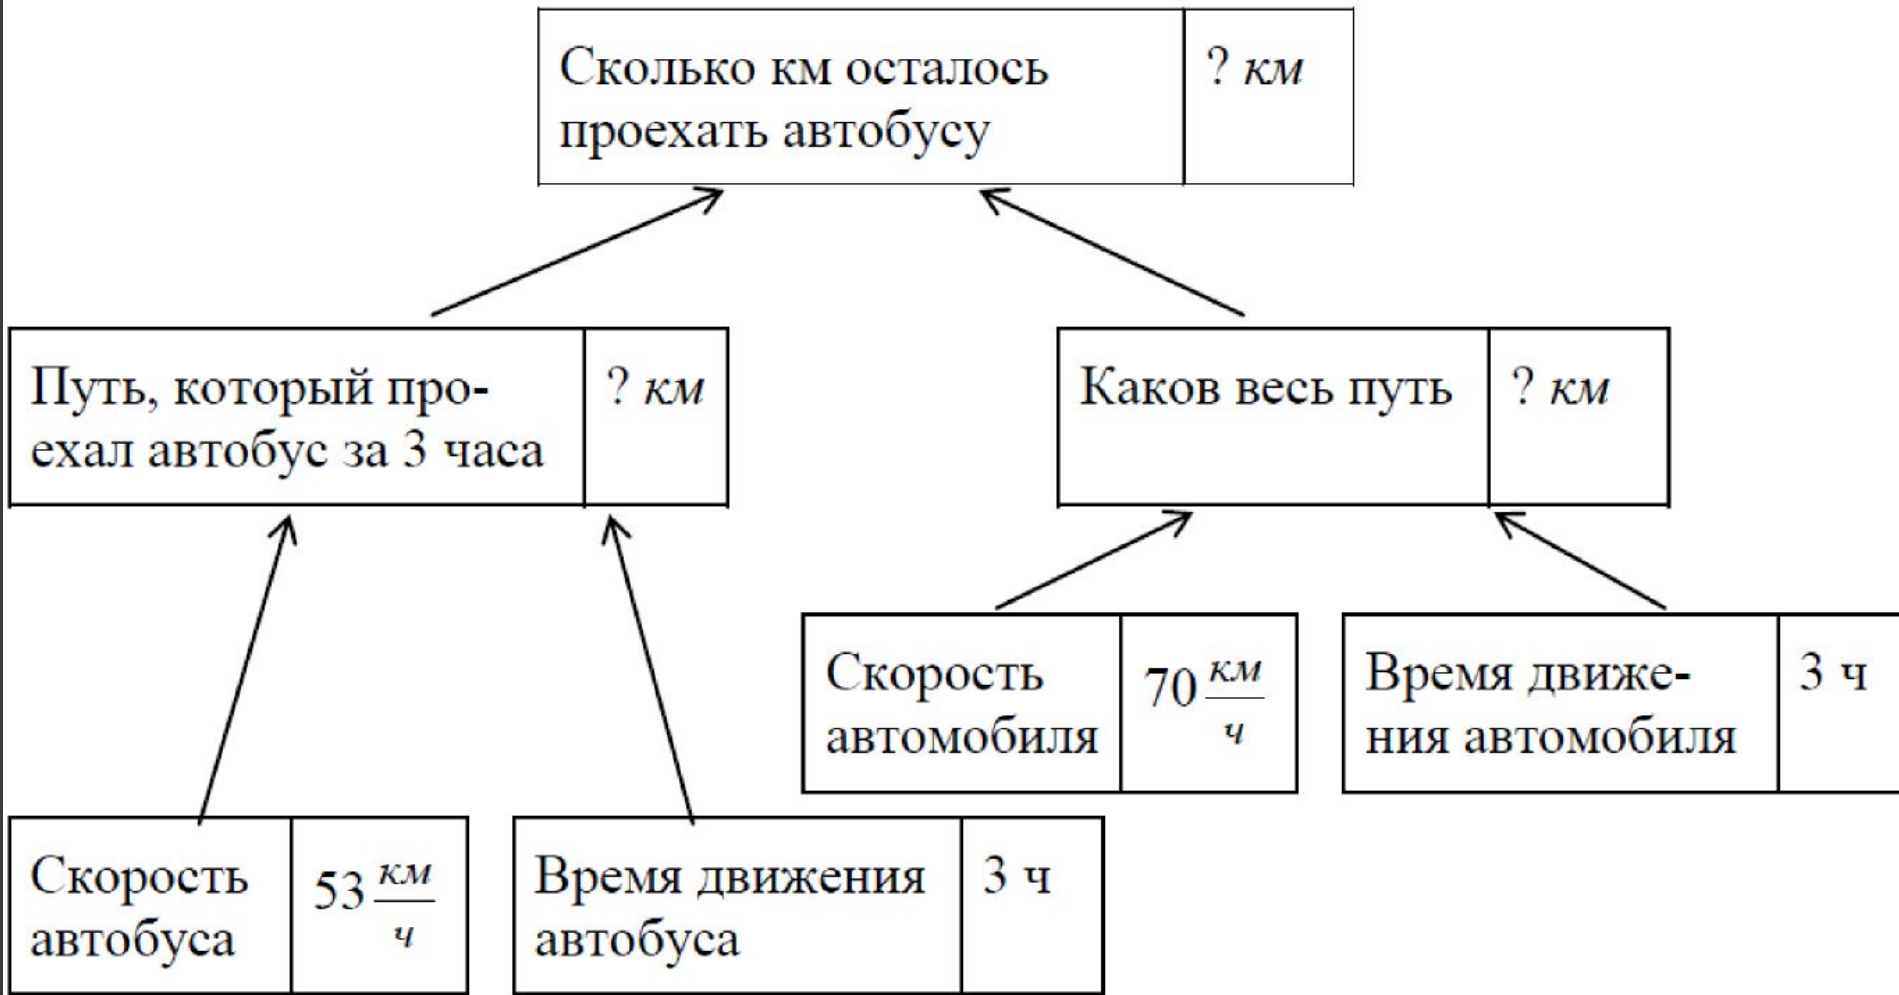 Сколько км осталось
проехать автобусу
? км
Путь, который про-
ехал автобус за 3 часа
? км
Каков весь путь
? км
Скорость
автомобиля
70 км/ч
Время движе-
ния автомобиля
3 ч
Скорость
автобуса
53 км/ч
Время движения
автобуса
3 ч